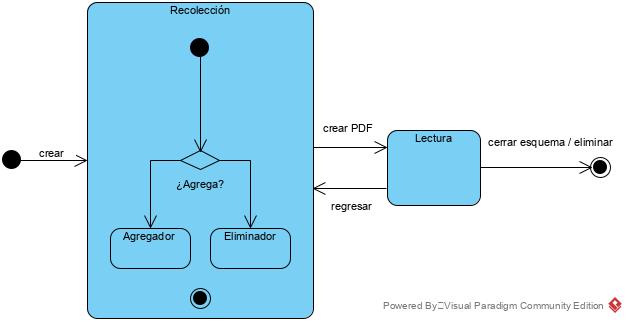 Recolección
crear PDF
Lectura
cerrar esquema / eliminar
crear
¿Agrega?
regresar
Agregador
Eliminador
Powered By Visual Paradigm Community Edition